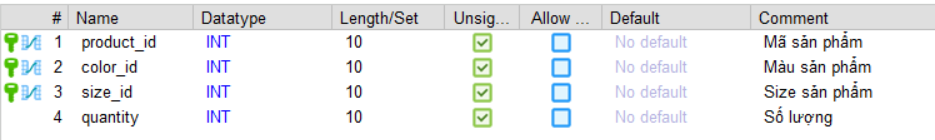 # Name Datatype Length/Set Unsig... Allow ... Default Comment
1 product_id INT 10 No default Mã sản phẩm
2 color_id INT 10 No default Màu sản phẩm
3 size_id INT 10 No default Size sản phẩm
4 quantity INT 10 No default Số lượng